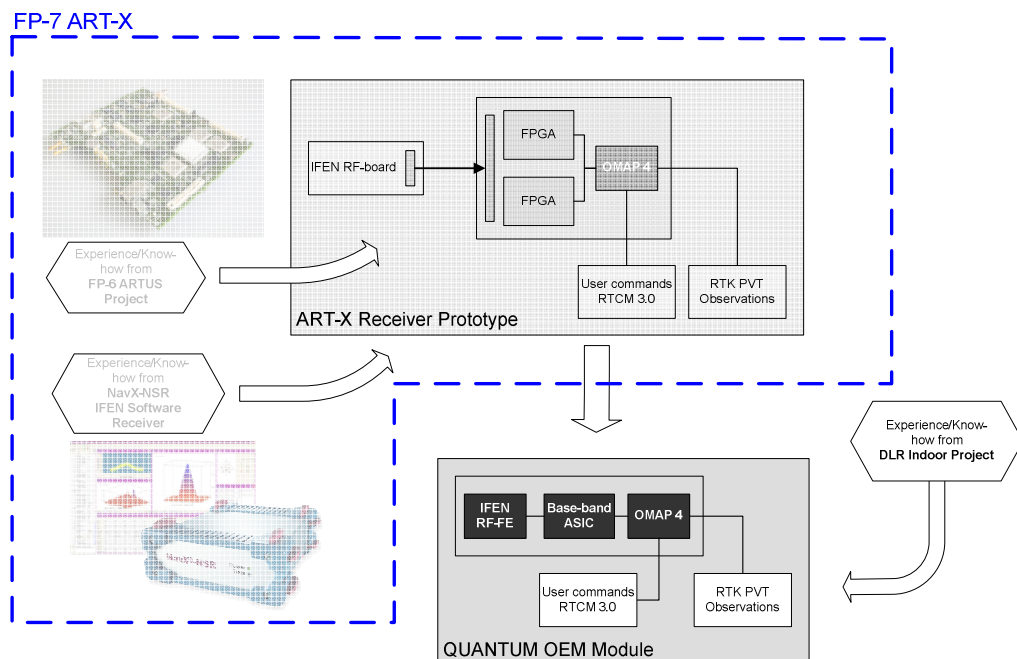 FP-7 ART-X
IFEN RF-board
FPGA
FPGA
OMAP 4
User commands
RTCM 3.0
RTK PVT
Observations
ART-X Receiver Prototype
Experience/Know-
how from
FP-6 ARTUS
Project
Experience/Know-
how from
NavX-NSR
IFEN Software
Receiver
Experience/Know-
how from
DLR Indoor Project
IFEN
RF-FE
Base-band
ASIC
OMAP 4
User commands
RTCM 3.0
RTK PVT
Observations
QUANTUM OEM Module